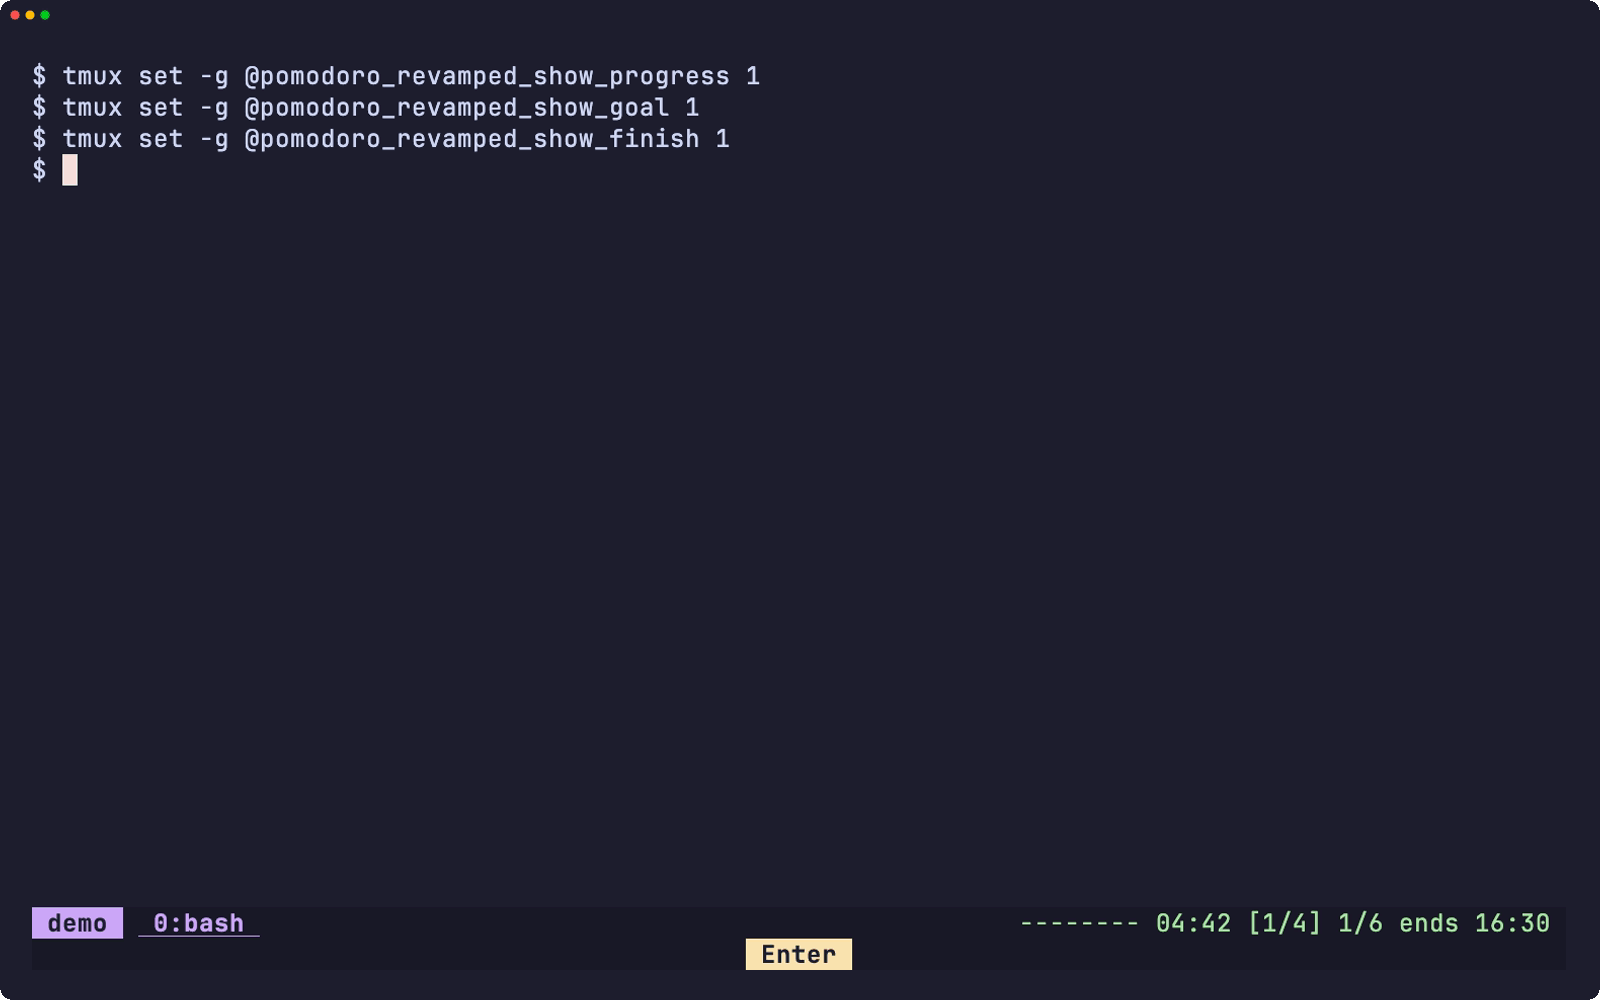 $ tmux set -g @pomodoro_revamped_show_progress 1
$ tmux set -g @pomodoro_revamped_show_goal 1
$ tmux set -g @pomodoro_revamped_show_finish 1
$
demo 0:bash -------- 04:42 [1/4] 1/6 ends 16:30
Enter